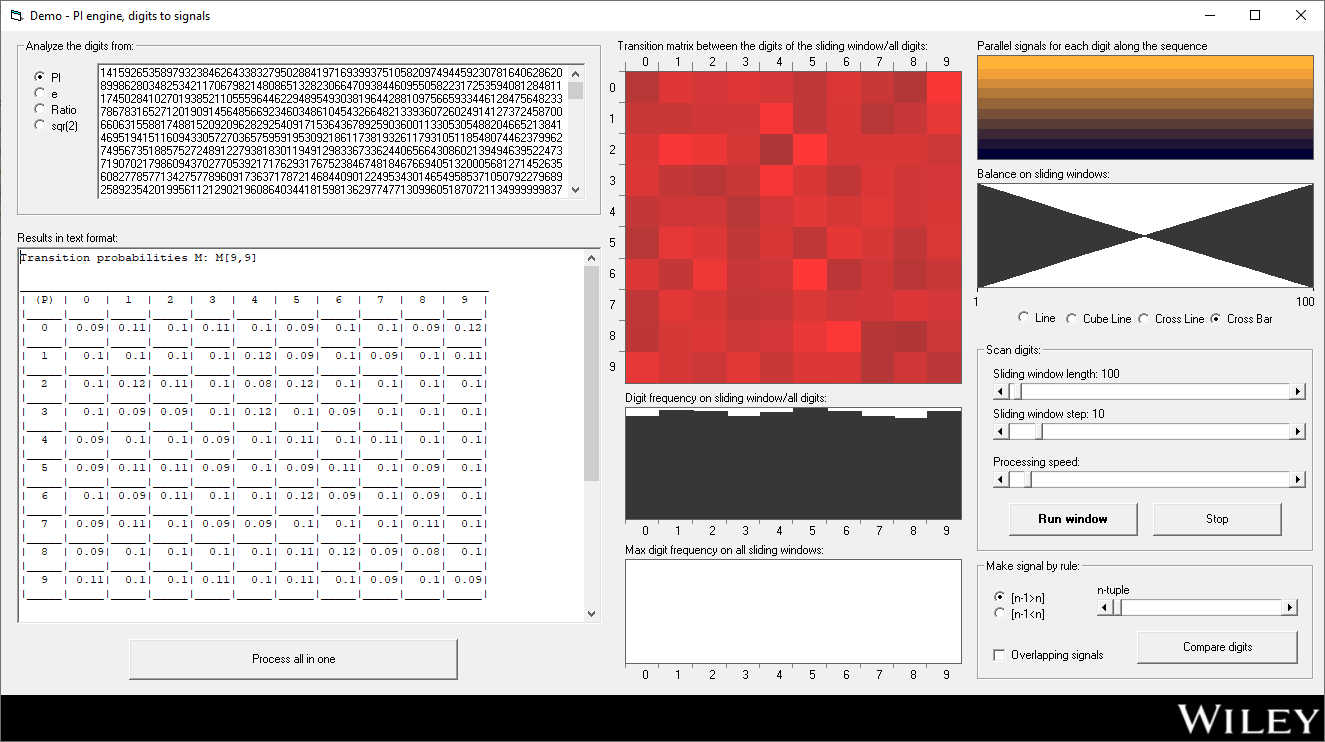 Demo - PI engine, digits to signals
Analyze the digits from:
PI
e
Ratio
sqr(2)
14159265358979323846264338327950288419716939937510582097494459230781640628620
89986280348253421170679821480865132823066470938446095505822317253594081284811
17450284102701938521105559644622948954930381964428810975665933446128475648233
78678316527120190914564856692346034861045432664821339360726024914127372458700
66063155881748815209209628292540917153643678925903600113305305488204665213841
46951941511609433057270365759591953092186117381932611793105118548074462379962
74956735188575272489122793818301194912983367336244065664308602139494639522473
71907021798609437027705392171762931767523846748184676694051320005681271452635
60827785771342757789609173637178721468440901224953430146549585371050792279689
25892354201995611212902196086403441815981362977477130996051870721134999999837
Results in text format:
Transition probabilities M: M[9,9]
| (P) | 0 | 1 | 2 | 3 | 4 | 5 | 6 | 7 | 8 | 9 |
| 0 | 0.09| 0.11| 0.1| 0.11| 0.1| 0.09| 0.1| 0.1| 0.09| 0.12|
| 1 | 0.1| 0.1| 0.1| 0.1| 0.12| 0.09| 0.1| 0.09| 0.1| 0.11|
| 2 | 0.1| 0.12| 0.11| 0.1| 0.08| 0.12| 0.1| 0.1| 0.1| 0.1|
| 3 | 0.1| 0.09| 0.09| 0.1| 0.12| 0.1| 0.09| 0.1| 0.1| 0.1|
| 4 | 0.09| 0.1| 0.1| 0.09| 0.1| 0.11| 0.1| 0.11| 0.1| 0.1|
| 5 | 0.09| 0.11| 0.11| 0.09| 0.1| 0.09| 0.11| 0.1| 0.09| 0.1|
| 6 | 0.1| 0.09| 0.11| 0.1| 0.1| 0.12| 0.09| 0.1| 0.09| 0.1|
| 7 | 0.09| 0.11| 0.1| 0.09| 0.11| 0.1| 0.1| 0.1| 0.11| 0.1|
| 8 | 0.09| 0.1| 0.1| 0.1| 0.1| 0.11| 0.12| 0.09| 0.08| 0.1|
| 9 | 0.11| 0.1| 0.11| 0.1| 0.1| 0.1| 0.1| 0.09| 0.1| 0.09|
Process all in one
Transition matrix between the digits of the sliding window/all digits:
0 1 2 3 4 5 6 7 8 9
0
1
2
3
4
5
6
7
8
9
Digit frequency on sliding window/all digits:
0 1 2 3 4 5 6 7 8 9
Max digit frequency on all sliding windows:
0 1 2 3 4 5 6 7 8 9
Parallel signals for each digit along the sequence
Balance on sliding windows:
1 100
Line Cube Line Cross Line Cross Bar
Scan digits:
Sliding window length: 100
Sliding window step: 10
Processing speed:
Run window Stop
Make signal by rule:
[n-1>n]
[n-1<n]
n-tuple
Overlapping signals
Compare digits
WILEY